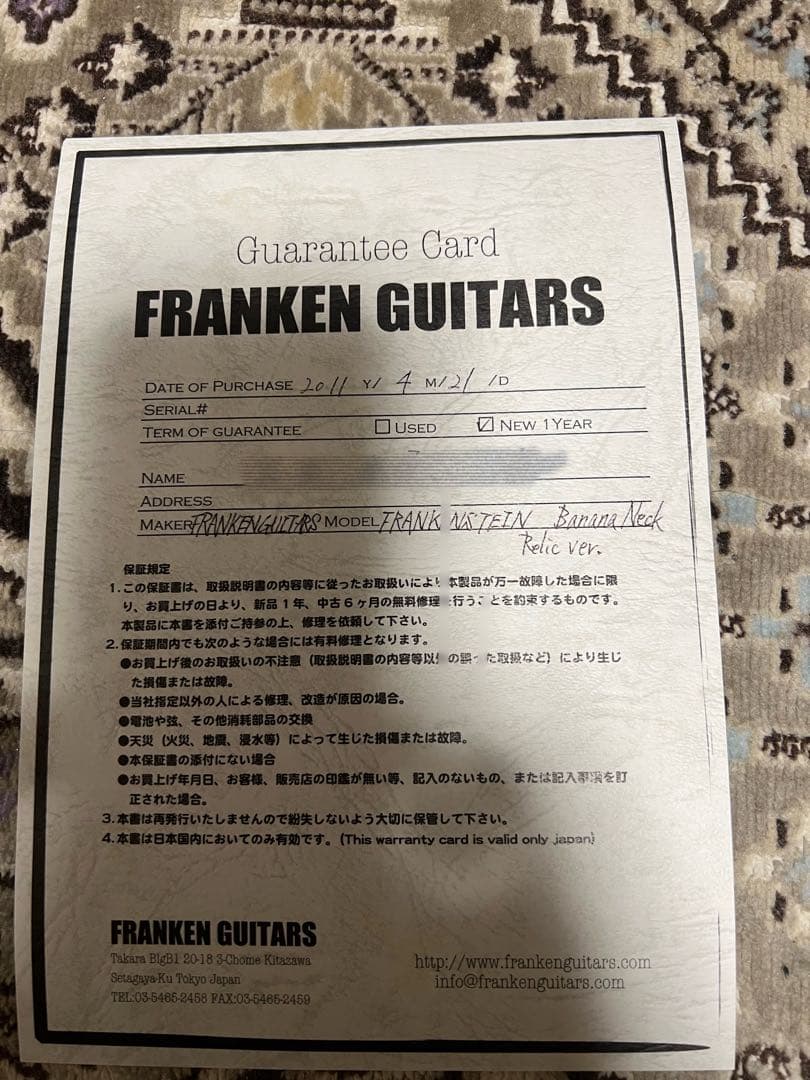 Guarantee Card
FRANKEN GUITARS
DATE OF PURCHASE 2011 Y/ 4 M/ 21 /D
SERIAL#
TERM OF GUARANTEE □ USED ☑ NEW 1YEAR
NAME
ADDRESS
MAKER FRANKENGUITARS MODEL FRANK NSTEIN Banana Neck
Relic ver.
保証規定
1. この保証書は、取扱説明書の内容等に従ったお取扱いにより本製品が万一故障した場合に限
り、お買上げの日より、新品1年、中古6ヶ月の無料修理 行うことを約束するものです。
本製品に本書を添付ご持参の上、修理を依頼して下さい。
2. 保証期間内でも次のような場合には有料修理となります。
●お買上げ後のお取扱いの不注意（取扱説明書の内容等以外の誤った取扱など）により生じ
た損傷または故障。
●当社指定以外の人による修理、改造が原因の場合。
●電池や弦、その他消耗部品の交換
●天災（火災、地震、浸水等）によって生じた損傷または故障。
●本保証書の添付にない場合
●お買上げ年月日、お客様、販売店の印鑑が無い等、記入のないもの、または記入事項を訂
正された場合。
3. 本書は再発行いたしませんので紛失しないよう大切に保管して下さい。
4. 本書は日本国内においてのみ有効です。(This warranty card is valid only japan)
FRANKEN GUITARS
Takara BlgB1 20-18 3-Chome Kitazawa
Setagaya-Ku Tokyo Japan
TEL:03-5465-2458 FAX:03-5465-2459
http://www.frankenguitars.com
info@frankenguitars.com